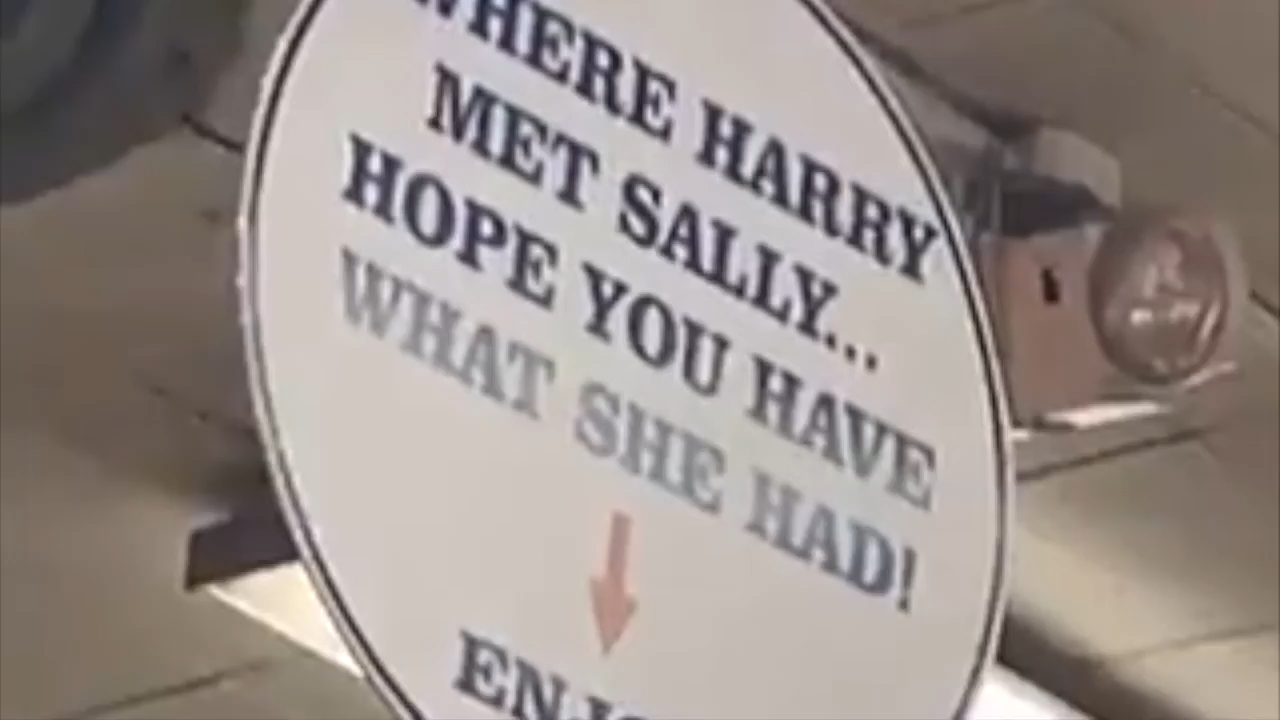 WHERE HARRY
MET SALLY...
HOPE YOU HAVE
WHAT SHE HAD!